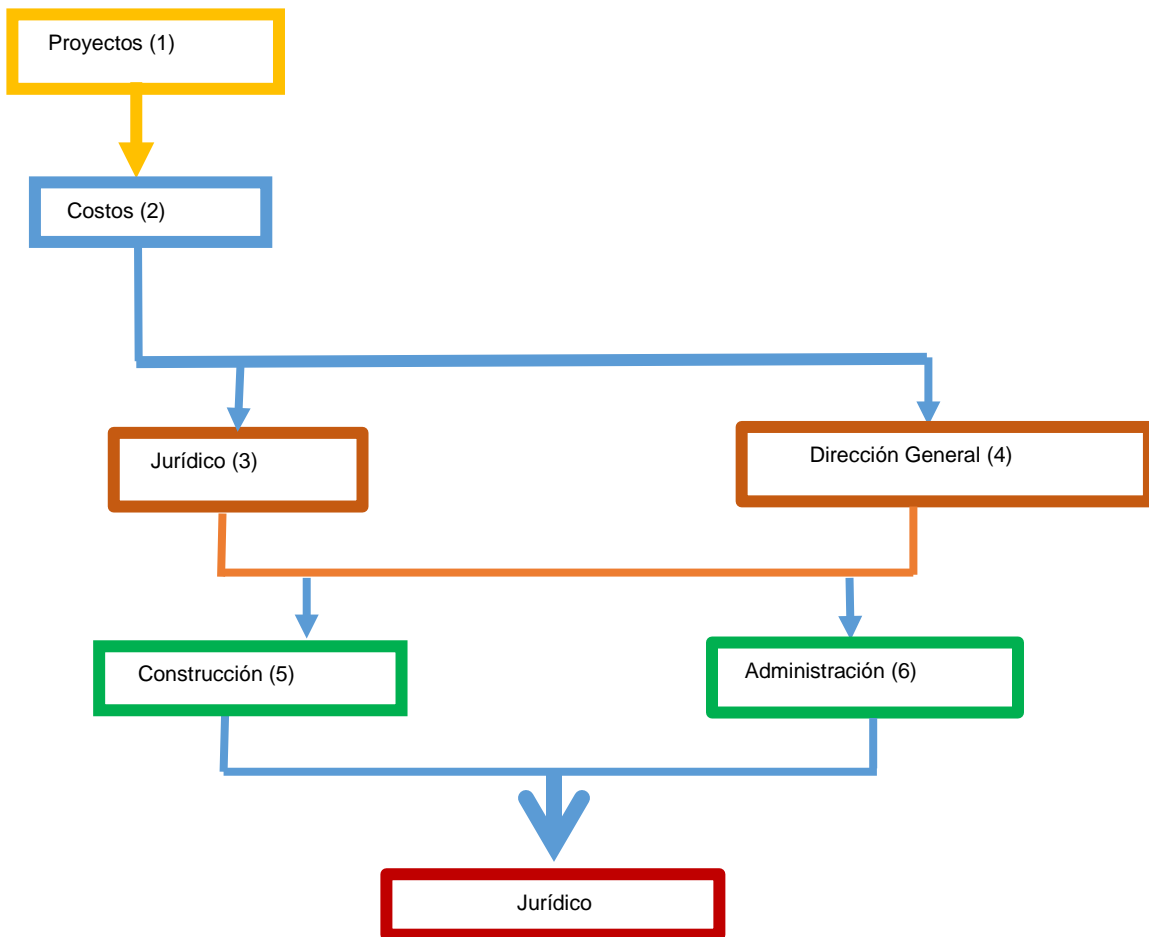 Proyectos (1)
Costos (2)
Jurídico (3)
Dirección General (4)
Construcción (5)
Administración (6)
Jurídico